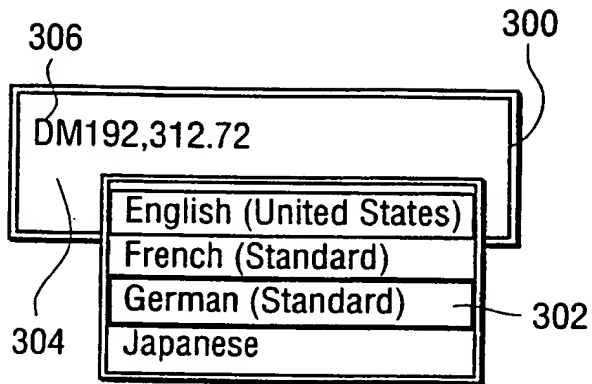 306
300
DM192,312.72
English (United States)
French (Standard)
German (Standard)
302
304
Japanese